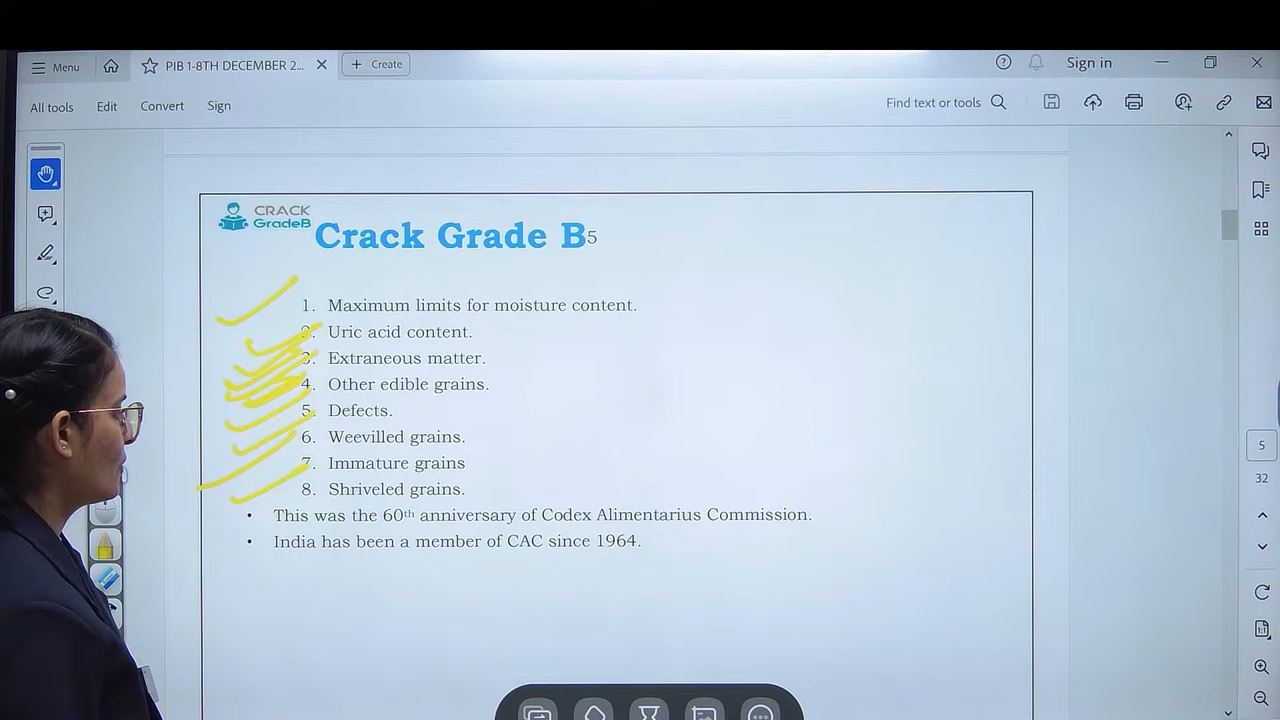 Menu
PIB 1-8TH DECEMBER 2...
Create
Sign in
All tools
Edit
Convert
Sign
Find text or tools
CRACK
GradeB
Crack Grade B5
1. Maximum limits for moisture content.
2. Uric acid content.
3. Extraneous matter.
4. Other edible grains.
5. Defects.
6. Weevilled grains.
7. Immature grains
8. Shriveled grains.
• This was the 60th anniversary of Codex Alimentarius Commission.
• India has been a member of CAC since 1964.
5
32
1:1